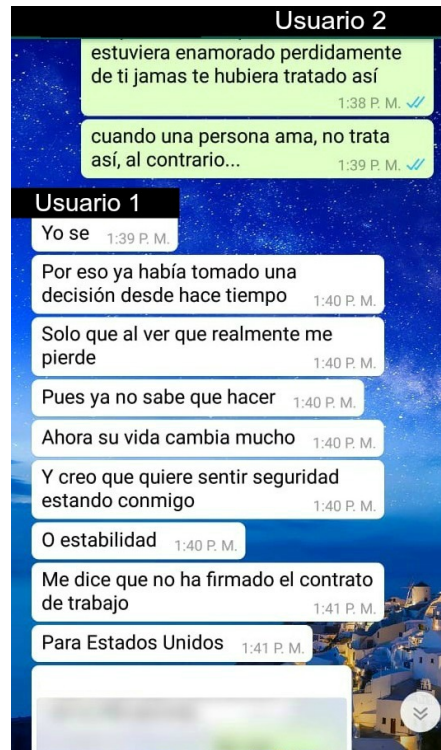 Usuario 2
estuviera enamorado perdidamente
de ti jamas te hubiera tratado así
1:38 P. M.
cuando una persona ama, no trata
así, al contrario...
1:39 P. M.
Usuario 1
Yo se 1:39 P. M.
Por eso ya había tomado una
decisión desde hace tiempo 1:40 P. M.
Solo que al ver que realmente me
pierde 1:40 P. M.
Pues ya no sabe que hacer 1:40 P. M.
Ahora su vida cambia mucho 1:40 P. M.
Y creo que quiere sentir seguridad
estando conmigo 1:40 P. M.
O estabilidad 1:40 P. M.
Me dice que no ha firmado el contrato
de trabajo 1:41 P. M.
Para Estados Unidos 1:41 P. M.